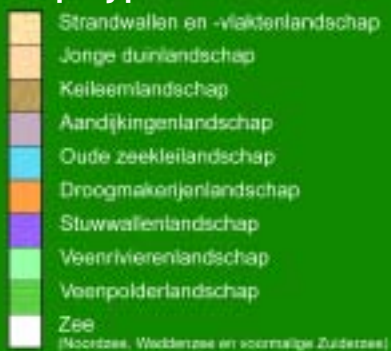 Strandwallen en -vlaktenlandschap
Jonge duinlandschap
Keileemlandschap
Aandijkingenlandschap
Oude zeekleilandschap
Droogmakerijenlandschap
Stuwwallenlandschap
Veenrivierenlandschap
Veenpolderlandschap
Zee
(Noordzee, Waddenzee en voormalige Zuiderzee)